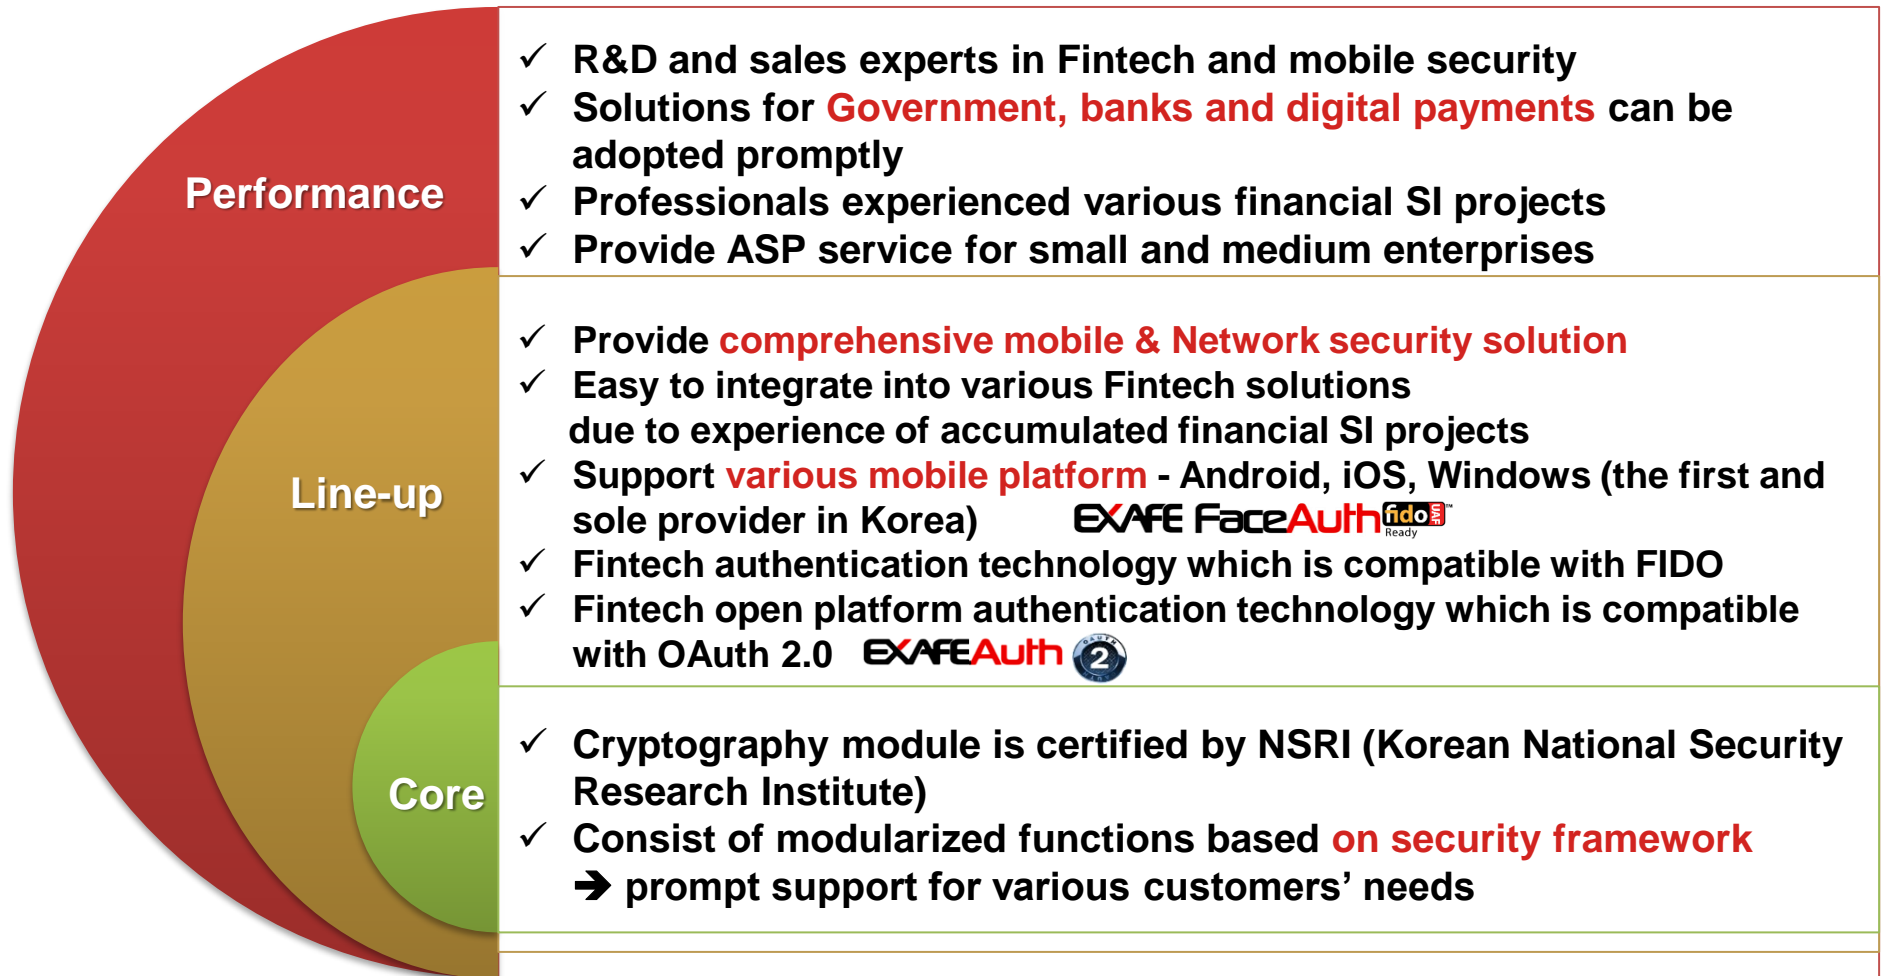 Performance
✓ R&D and sales experts in Fintech and mobile security
✓ Solutions for Government, banks and digital payments can be
adopted promptly
✓ Professionals experienced various financial SI projects
✓ Provide ASP service for small and medium enterprises
Line-up
✓ Provide comprehensive mobile & Network security solution
✓ Easy to integrate into various Fintech solutions
due to experience of accumulated financial SI projects
✓ Support various mobile platform - Android, iOS, Windows (the first and
sole provider in Korea) EXAFE FaceAuth fido UAF ™ Ready
✓ Fintech authentication technology which is compatible with FIDO
✓ Fintech open platform authentication technology which is compatible
with OAuth 2.0 EXAFEAuth OAUTH 2
Core
✓ Cryptography module is certified by NSRI (Korean National Security
Research Institute)
✓ Consist of modularized functions based on security framework
➔ prompt support for various customers’ needs